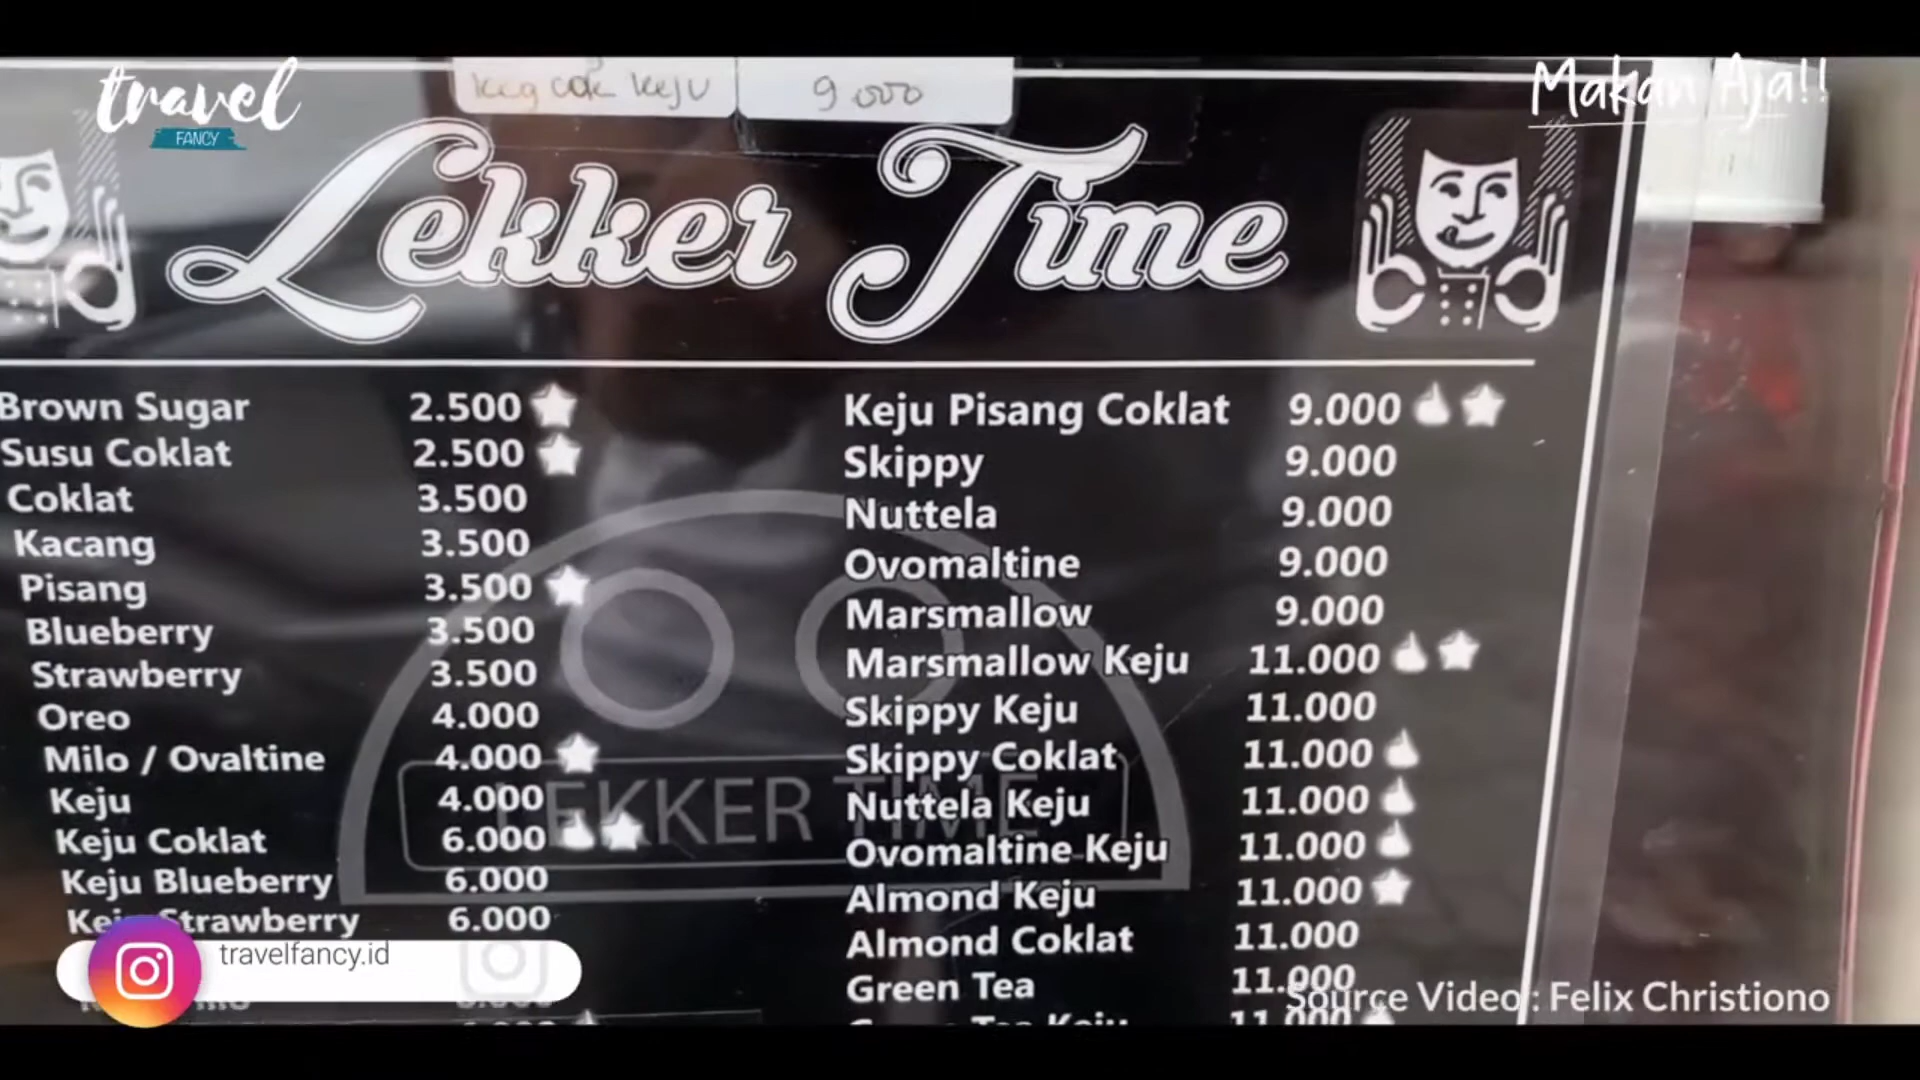 travel
FANCY
Makan Aja!!
kcg cok keju 9.000
Lekker Time
Brown Sugar 2.500
Susu Coklat 2.500
Coklat 3.500
Kacang 3.500
Pisang 3.500
Blueberry 3.500
Strawberry 3.500
Oreo 4.000
Milo / Ovaltine 4.000
Keju 4.000
Keju Coklat 6.000
Keju Blueberry 6.000
Strawberry 6.000
Keju Pisang Coklat 9.000
Skippy 9.000
Nuttela 9.000
Ovomaltine 9.000
Marsmallow 9.000
Marsmallow Keju 11.000
Skippy Keju 11.000
Skippy Coklat 11.000
Nuttela Keju 11.000
Ovomaltine Keju 11.000
Almond Keju 11.000
Almond Coklat 11.000
Green Tea 11.000
LEKKER TIME
travelfancy.id
Source Video : Felix Christiono